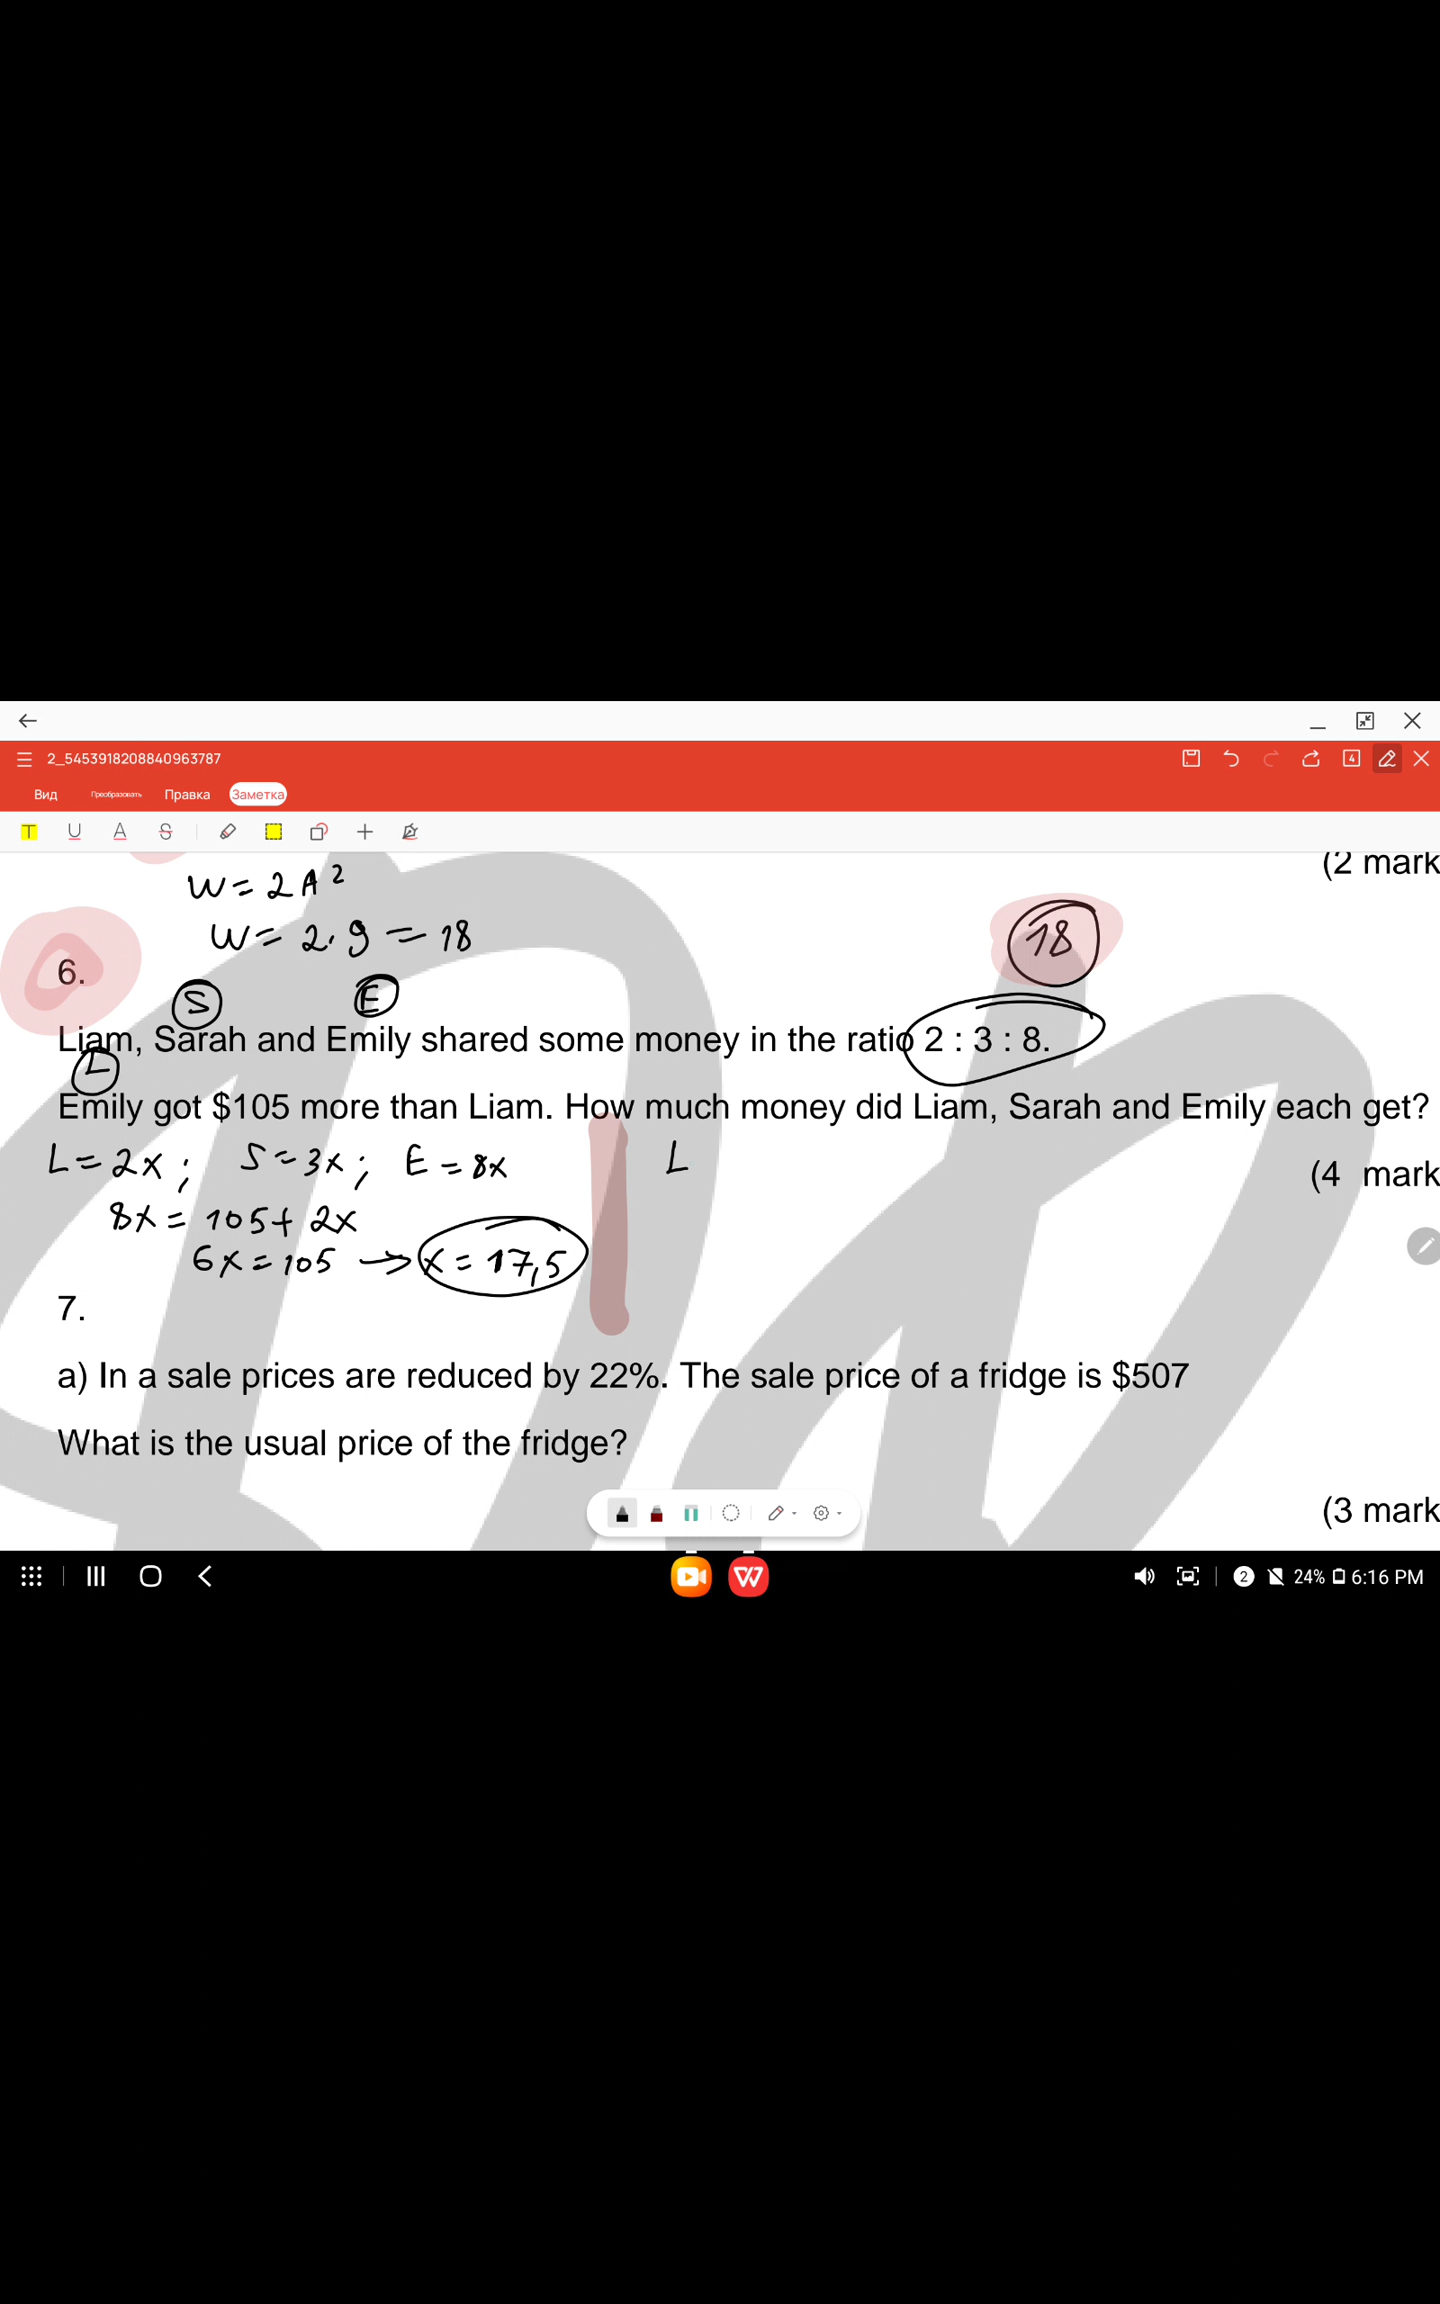 2_5453918208840963787
4
Вид Преобразовать Правка Заметка
T U A S
(2 mark
W = 2A²
W = 2·9 = 18
18
6.
S E
Liam, Sarah and Emily shared some money in the ratio 2 : 3 : 8.
L
Emily got $105 more than Liam. How much money did Liam, Sarah and Emily each get?
L = 2x ; S = 3x ; E = 8x L
(4 mark
8x = 105 + 2x
6x = 105 → x = 17,5
7.
a) In a sale prices are reduced by 22%. The sale price of a fridge is $507
What is the usual price of the fridge?
(3 mark
2 24% 6:16 PM